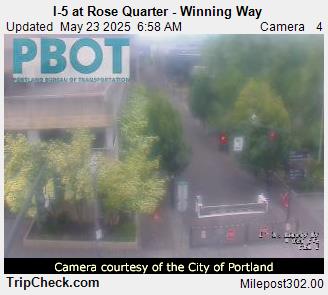 I-5 at Rose Quarter - Winning Way
Updated May 23 2025 6:58 AM Camera 4
PBOT
PORTLAND BUREAU OF TRANSPORTATION
Camera courtesy of the City of Portland
TripCheck.com Milepost302.00